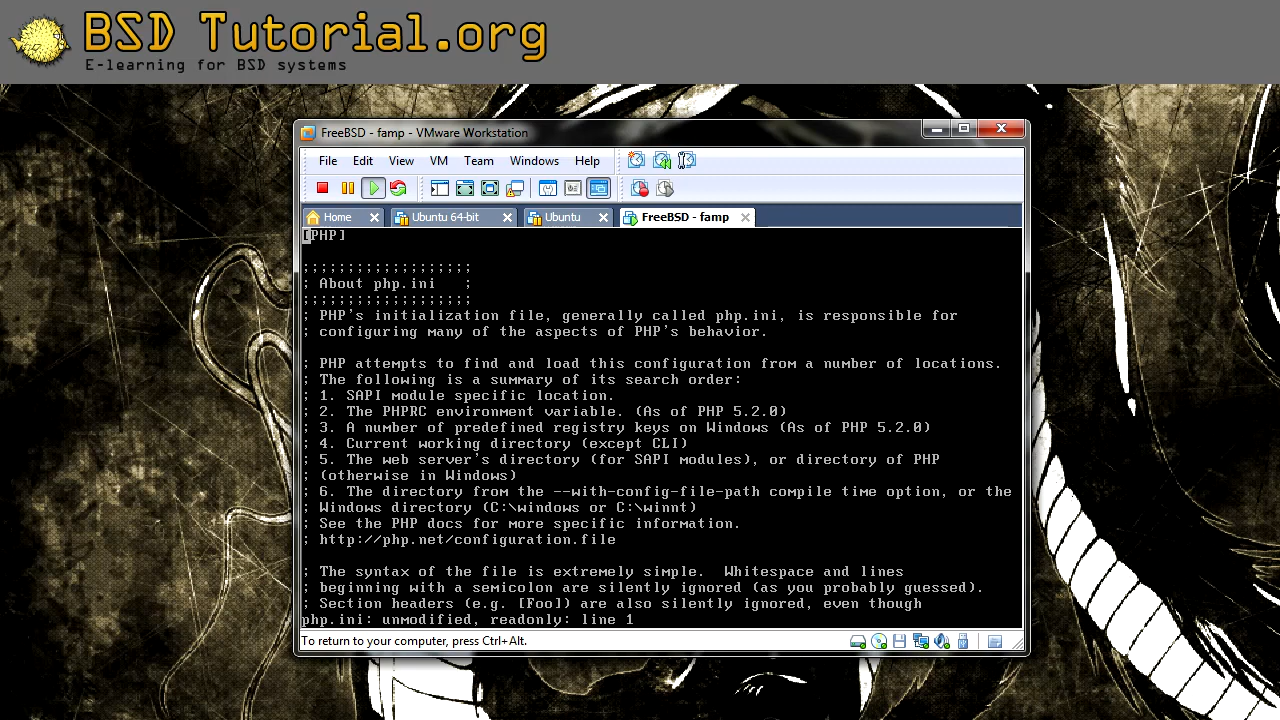 BSD Tutorial.org
E-learning for BSD systems
FreeBSD - famp - VMware Workstation
File Edit View VM Team Windows Help
Home Ubuntu 64-bit Ubuntu FreeBSD - famp
[PHP]
;;;;;;;;;;;;;;;;;;;
; About php.ini   ;
;;;;;;;;;;;;;;;;;;;
; PHP's initialization file, generally called php.ini, is responsible for
; configuring many of the aspects of PHP's behavior.
; PHP attempts to find and load this configuration from a number of locations.
; The following is a summary of its search order:
; 1. SAPI module specific location.
; 2. The PHPRC environment variable. (As of PHP 5.2.0)
; 3. A number of predefined registry keys on Windows (As of PHP 5.2.0)
; 4. Current working directory (except CLI)
; 5. The web server's directory (for SAPI modules), or directory of PHP
; (otherwise in Windows)
; 6. The directory from the --with-config-file-path compile time option, or the
; Windows directory (C:\windows or C:\winnt)
; See the PHP docs for more specific information.
; http://php.net/configuration.file
; The syntax of the file is extremely simple.  Whitespace and lines
; beginning with a semicolon are silently ignored (as you probably guessed).
; Section headers (e.g. [Foo]) are also silently ignored, even though
php.ini: unmodified, readonly: line 1
To return to your computer, press Ctrl+Alt.